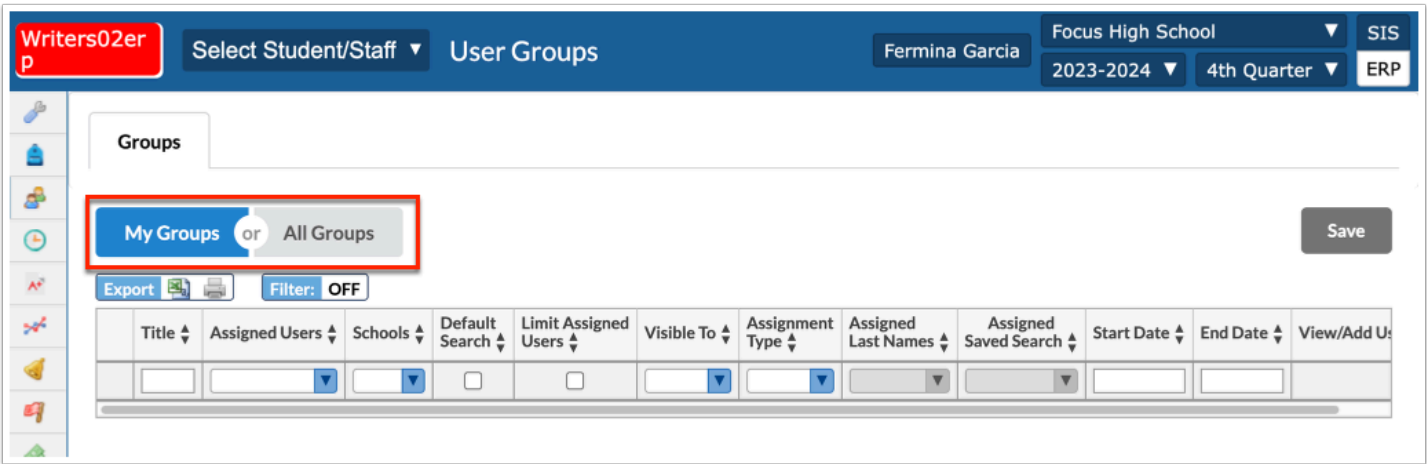 Writers02er
p
Select Student/Staff ▼
User Groups
Fermina Garcia
Focus High School ▼
SIS
2023-2024 ▼
4th Quarter ▼
ERP
Groups
My Groups or All Groups
Save
Export
Filter: OFF
Title
Assigned Users
Schools
Default
Search
Limit Assigned
Users
Visible To
Assignment
Type
Assigned
Last Names
Assigned
Saved Search
Start Date
End Date
View/Add Us
A+